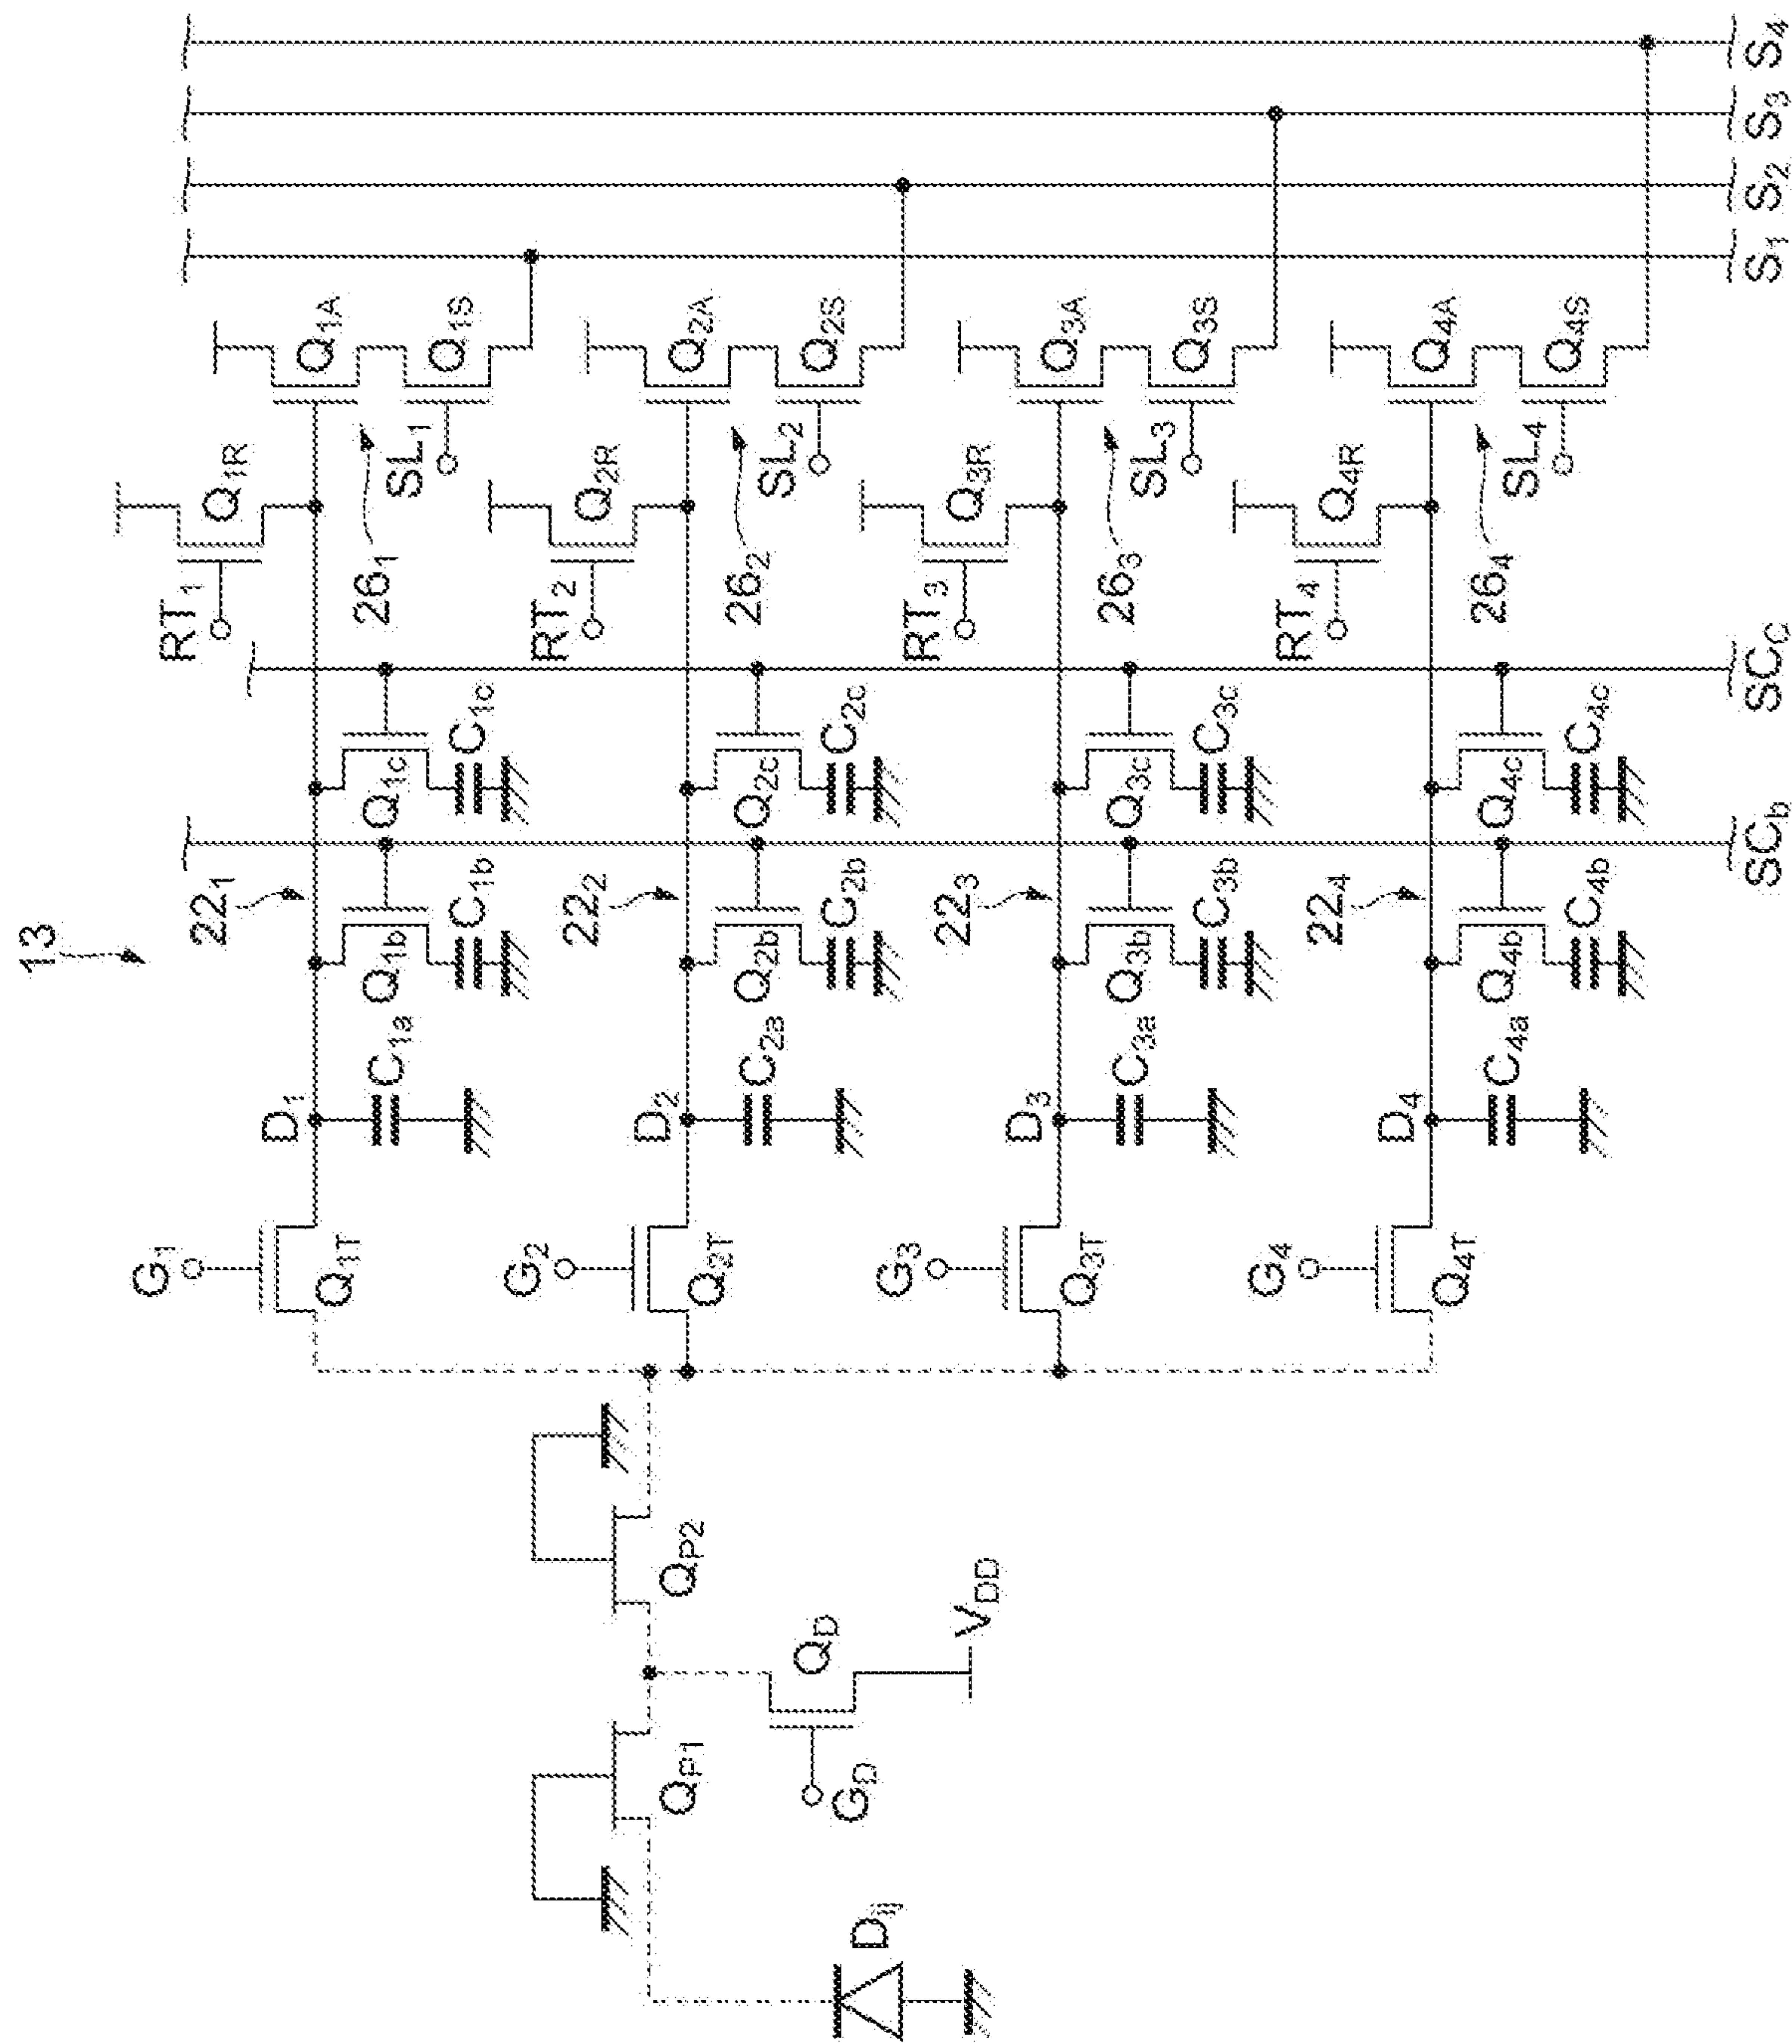 13
S₁ S₂ S₃ S₄
RT₁ Q₁R
Q₁A
Q₁S
SL₁
26₁
22₁
Q₁c C₁c
Q₁b C₁b
G₁
Q₁T
D₁
C₁a
RT₂ Q₂R
Q₂A
Q₂S
SL₂
26₂
22₂
Q₂c C₂c
Q₂b C₂b
G₂
Q₂T
D₂
C₂a
RT₃ Q₃R
Q₃A
Q₃S
SL₃
26₃
22₃
Q₃c C₃c
Q₃b C₃b
G₃
Q₃T
D₃
C₃a
RT₄ Q₄R
Q₄A
Q₄S
SL₄
26₄
22₄
Q₄c C₄c
Q₄b C₄b
G₄
Q₄T
D₄
C₄a
SCb SCc
QP1
QP2
QD
GD
VDD
Dij